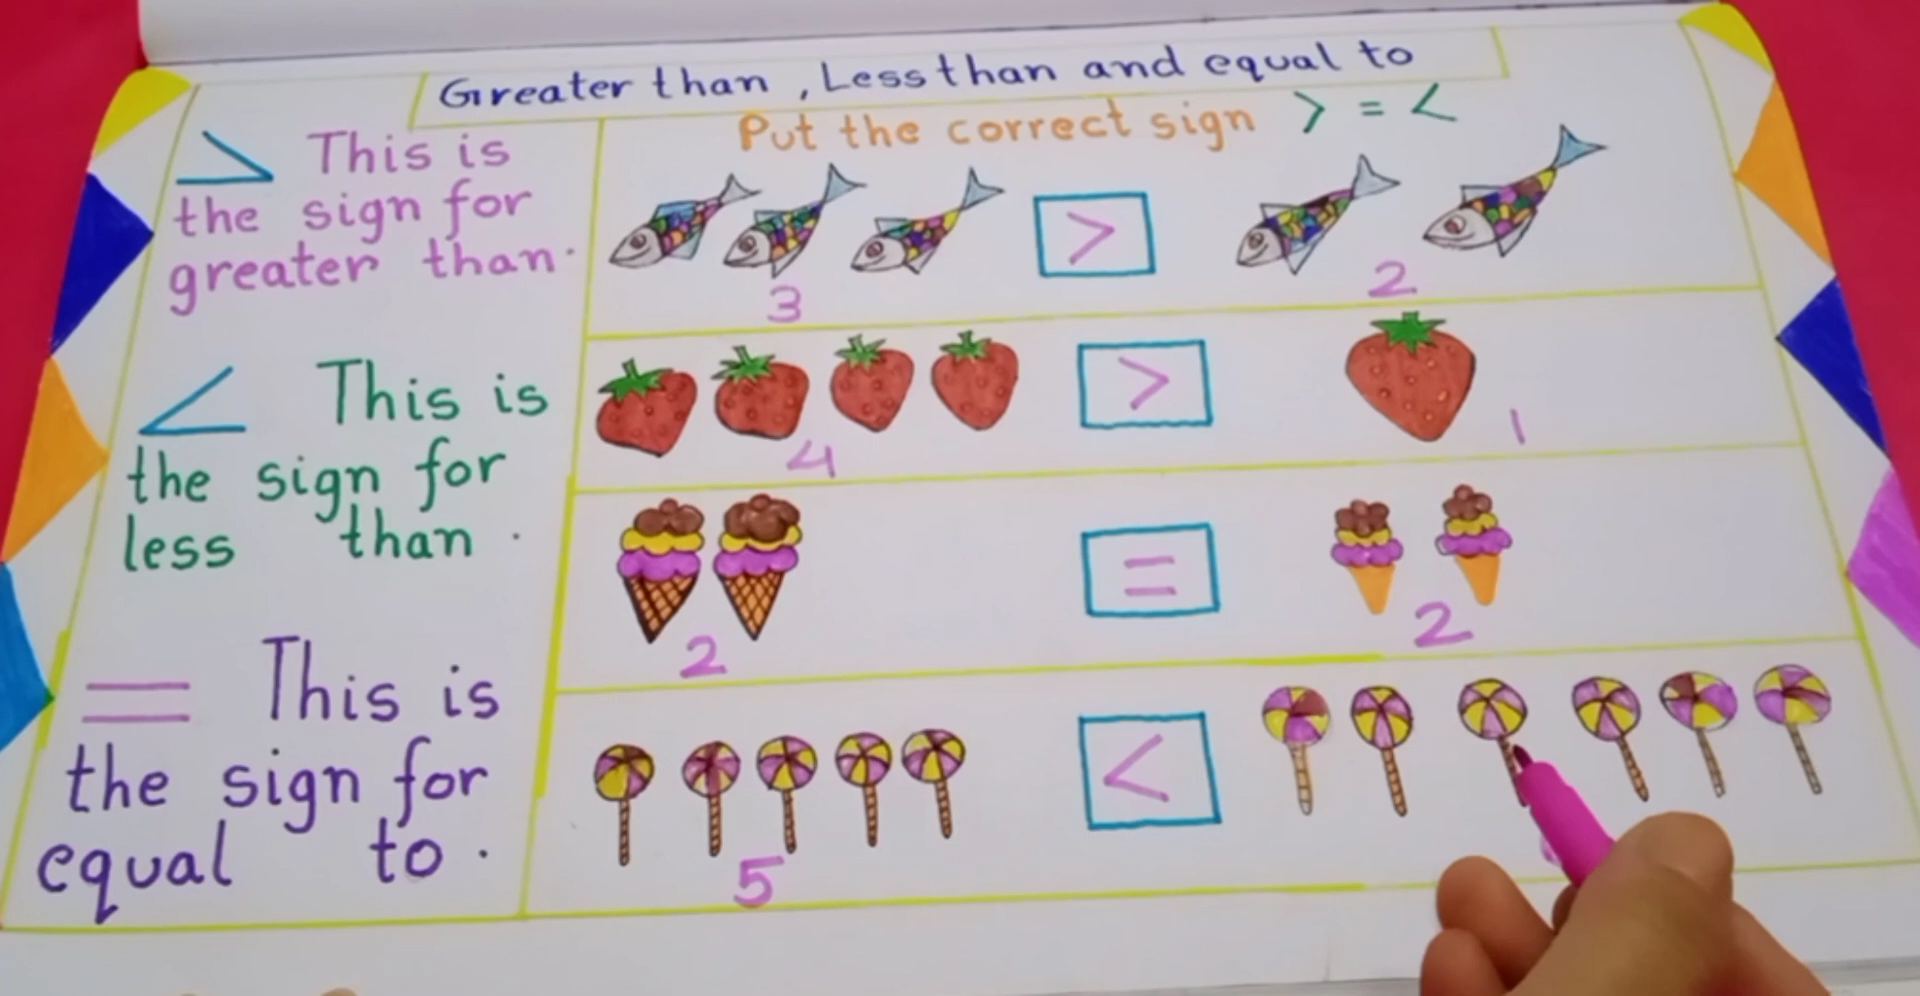 Greater than , Less than and equal to
Put the correct sign > = <
> This is
the sign for
greater than.
< This is
the sign for
less than .
= This is
the sign for
equal to .
3 > 2
4 > 1
2 = 2
5 <